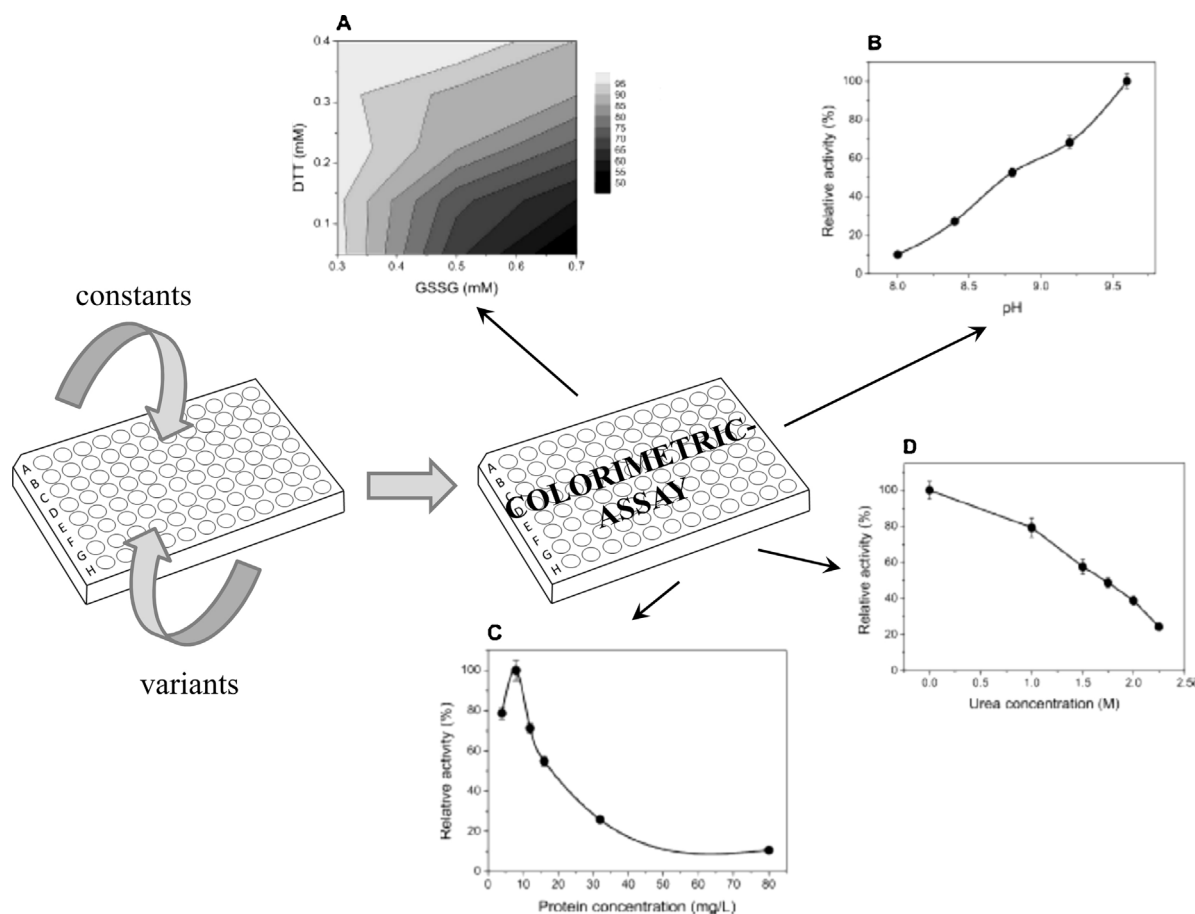 A
0.4
0.3
0.2
0.1
DTT (mM)
0.3 0.4 0.5 0.6 0.7
GSSG (mM)
95
90
85
80
75
70
65
60
55
50
B
100
80
60
40
20
0
Relative activity (%)
8.0 8.5 9.0 9.5
pH
constants
A
B
C
D
E
F
G
H
variants
A
B
D
E
F
G
H
COLORIMETRIC-
ASSAY
D
100
80
60
40
20
0
Relative activity (%)
0.0 0.5 1.0 1.5 2.0 2.5
Urea concentration (M)
C
100
80
60
40
20
0
Relative activity (%)
0 10 20 30 40 50 60 70 80
Protein concentration (mg/L)